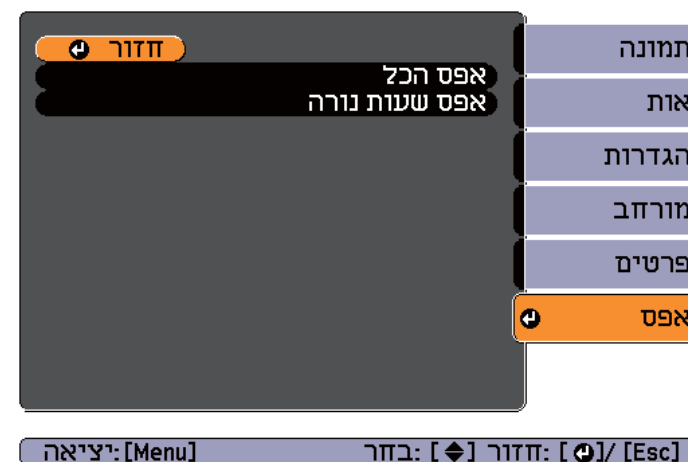 תמונה
אות
הגדרות
מורחב
פרטים
אפס
חזור
אפס הכל
אפס שעות נורה
[Esc] /[ ] :חזור [ ] :בחר [Menu]:יציאה